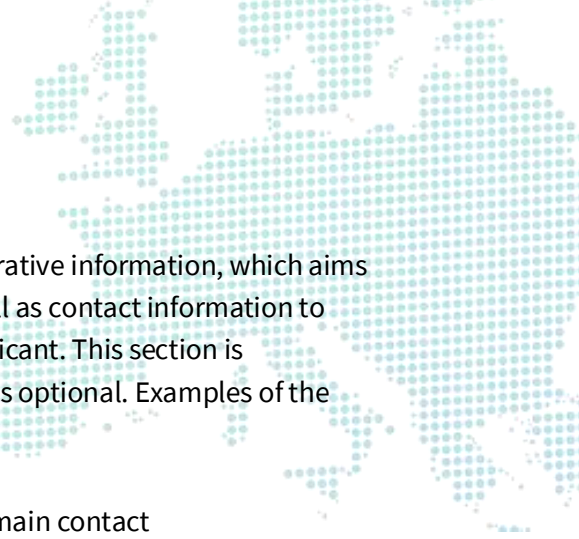 rative information, which aims
l as contact information to
icant. This section is
s optional. Examples of the
main contact